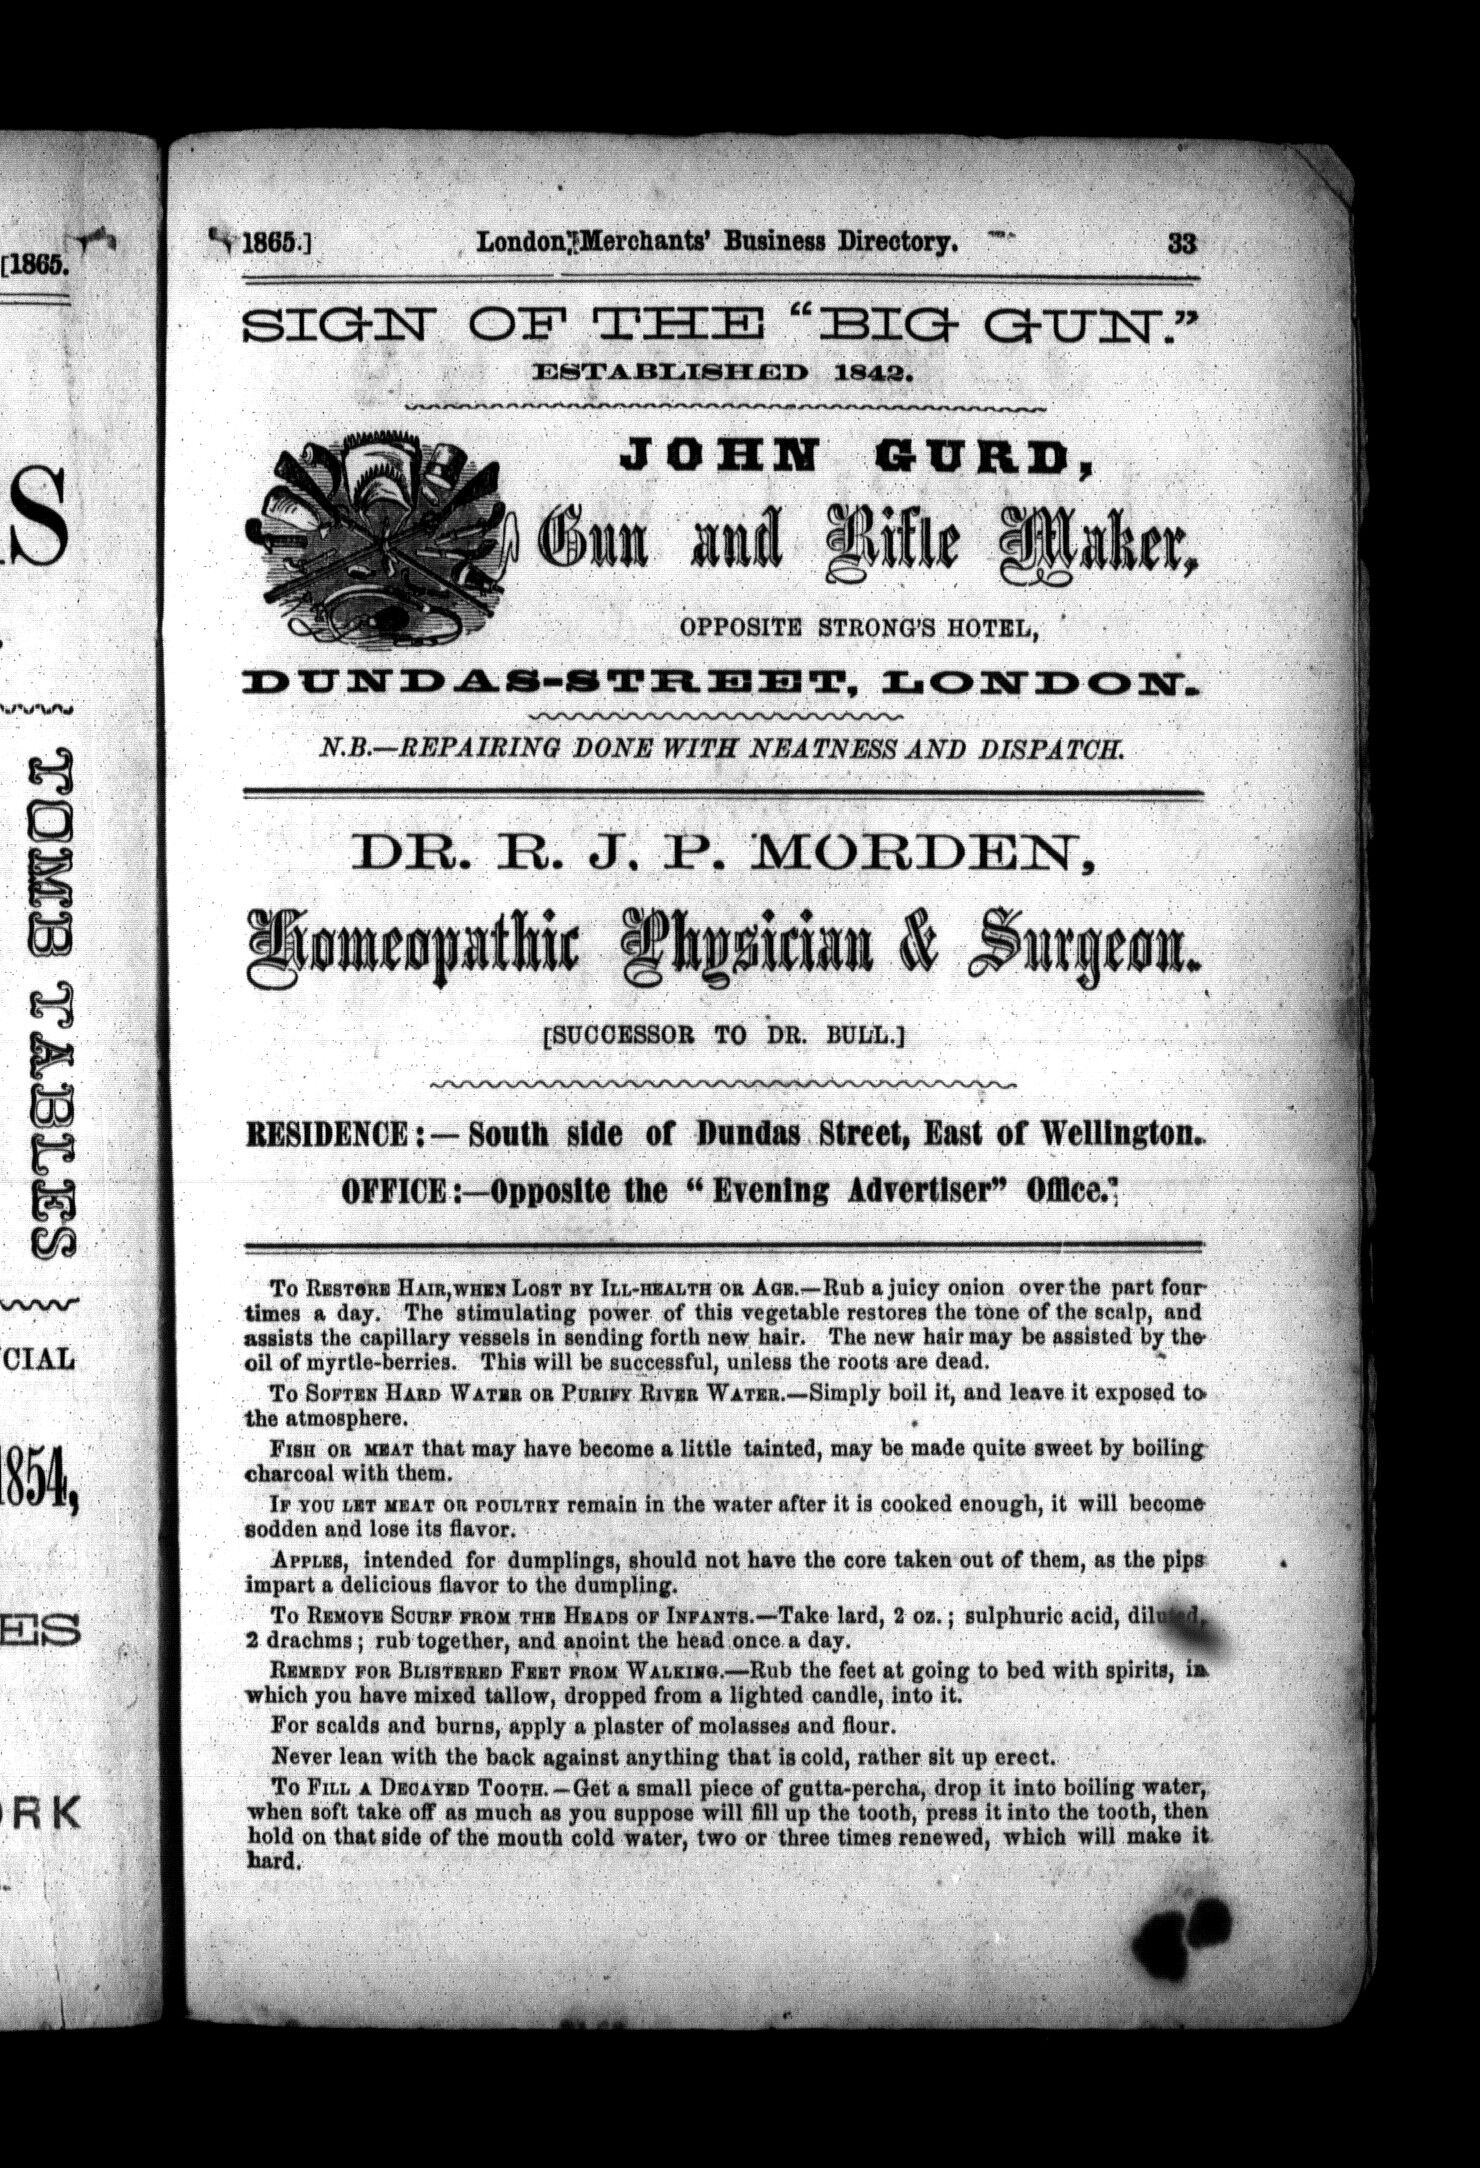 [1865.
S
TOMB TABLES
CIAL
1854,
ES
ORK
1865.] London Merchants' Business Directory. 33
SIGN OF THE "BIG GUN."
ESTABLISHED 1842.
JOHN GURD,
Gun and Rifle Maker,
OPPOSITE STRONG'S HOTEL,
DUNDAS-STREET, LONDON.
N.B.—REPAIRING DONE WITH NEATNESS AND DISPATCH.
DR. R. J. P. MORDEN,
Homeopathic Physician & Surgeon.
[SUCCESSOR TO DR. BULL.]
RESIDENCE:— South side of Dundas Street, East of Wellington.
OFFICE:—Opposite the "Evening Advertiser" Office.
To Restore Hair, when Lost by Ill-health or Age.—Rub a juicy onion over the part four
times a day. The stimulating power of this vegetable restores the tone of the scalp, and
assists the capillary vessels in sending forth new hair. The new hair may be assisted by the
oil of myrtle-berries. This will be successful, unless the roots are dead.
To Soften Hard Water or Purify River Water.—Simply boil it, and leave it exposed to
the atmosphere.
Fish or meat that may have become a little tainted, may be made quite sweet by boiling
charcoal with them.
If you let meat or poultry remain in the water after it is cooked enough, it will become
sodden and lose its flavor.
Apples, intended for dumplings, should not have the core taken out of them, as the pips
impart a delicious flavor to the dumpling.
To Remove Scurf from the Heads of Infants.—Take lard, 2 oz.; sulphuric acid, diluted,
2 drachms; rub together, and anoint the head once a day.
Remedy for Blistered Feet from Walking.—Rub the feet at going to bed with spirits, in
which you have mixed tallow, dropped from a lighted candle, into it.
For scalds and burns, apply a plaster of molasses and flour.
Never lean with the back against anything that is cold, rather sit up erect.
To Fill a Decayed Tooth.—Get a small piece of gutta-percha, drop it into boiling water,
when soft take off as much as you suppose will fill up the tooth, press it into the tooth, then
hold on that side of the mouth cold water, two or three times renewed, which will make it
hard.